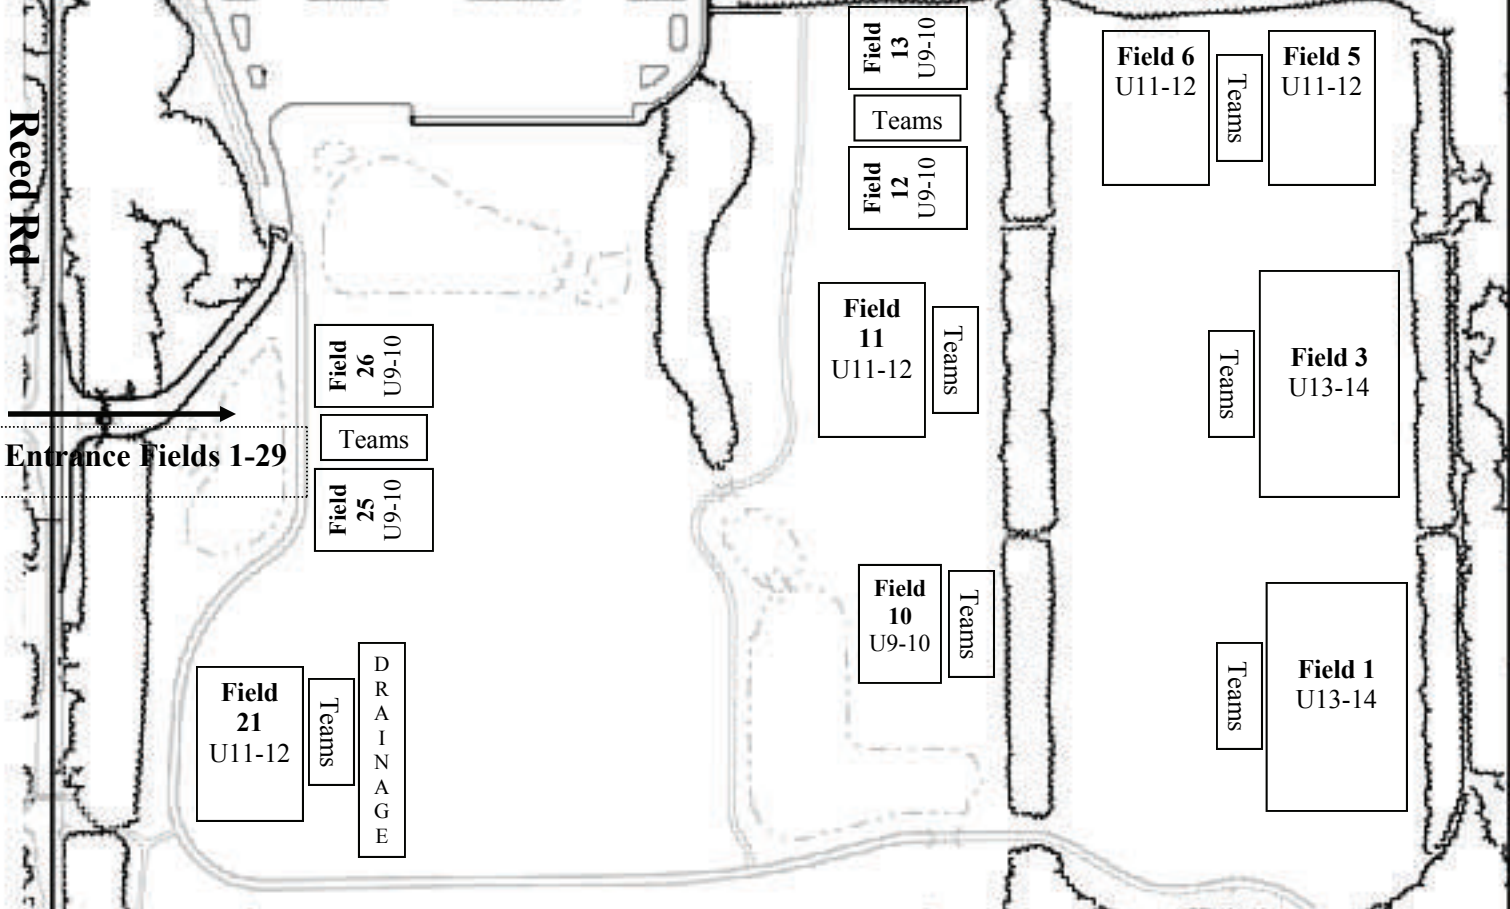 Reed Rd
Entrance Fields 1-29
Field
13
U9-10
Teams
Field
12
U9-10
Field 6
U11-12
Teams
Field 5
U11-12
Field
11
U11-12
Teams
Teams
Field 3
U13-14
Field
26
U9-10
Teams
Field
25
U9-10
Field
10
U9-10
Teams
Teams
Field 1
U13-14
Field
21
U11-12
Teams
D
R
A
I
N
A
G
E